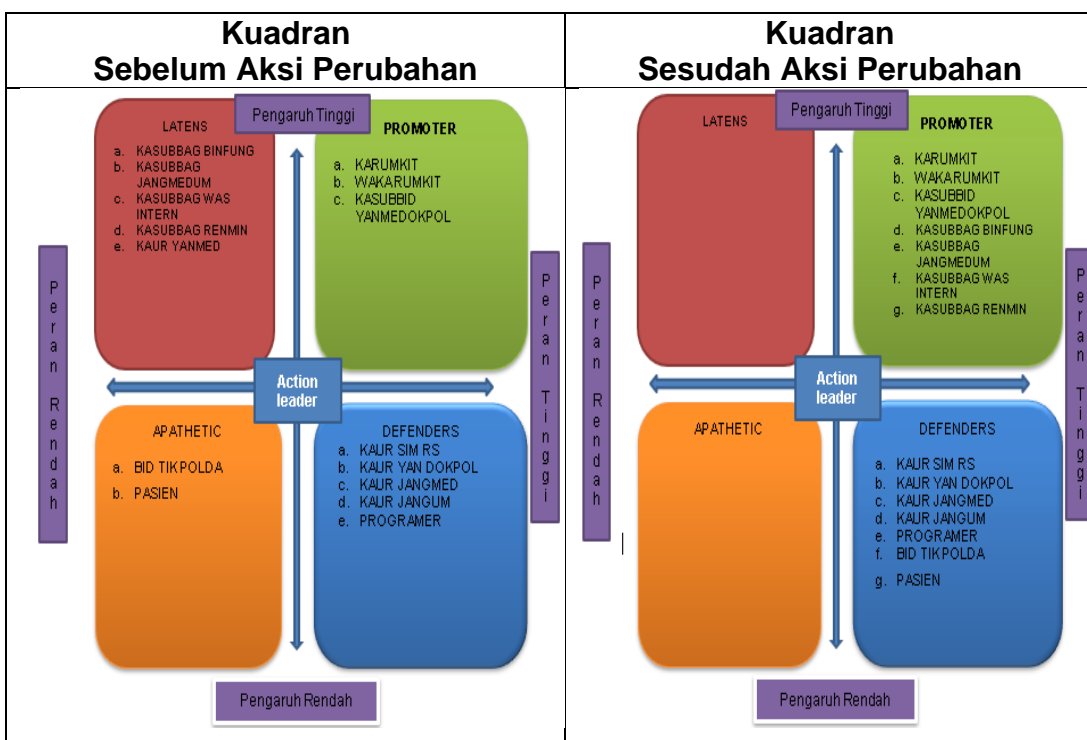 Kuadran
Sebelum Aksi Perubahan
Pengaruh Tinggi
LATENS
a. KASUBBAG BINFUNG
b. KASUBBAG
JANGMEDUM
c. KASUBBAG WAS
INTERN
d. KASUBBAG RENMIN
e. KAUR YANMED
PROMOTER
a. KARUMKIT
b. WAKARUMKIT
c. KASUBBID
YANMEDOKPOL
Peran Rendah
Peran Tinggi
Action
leader
APATHETIC
a. BID TIK POLDA
b. PASIEN
DEFENDERS
a. KAUR SIM RS
b. KAUR YAN DOKPOL
c. KAUR JANGMED
d. KAUR JANGUM
e. PROGRAMER
Pengaruh Rendah
Kuadran
Sesudah Aksi Perubahan
Pengaruh Tinggi
LATENS
PROMOTER
a. KARUMKIT
b. WAKARUMKIT
c. KASUBBID
YANMEDOKPOL
d. KASUBBAG BINFUNG
e. KASUBBAG
JANGMEDUM
f. KASUBBAG WAS
INTERN
g. KASUBBAG RENMIN
Peran Rendah
Peran Tinggi
Action
leader
APATHETIC
DEFENDERS
a. KAUR SIM RS
b. KAUR YAN DOKPOL
c. KAUR JANGMED
d. KAUR JANGUM
e. PROGRAMER
f. BID TIK POLDA
g. PASIEN
Pengaruh Rendah